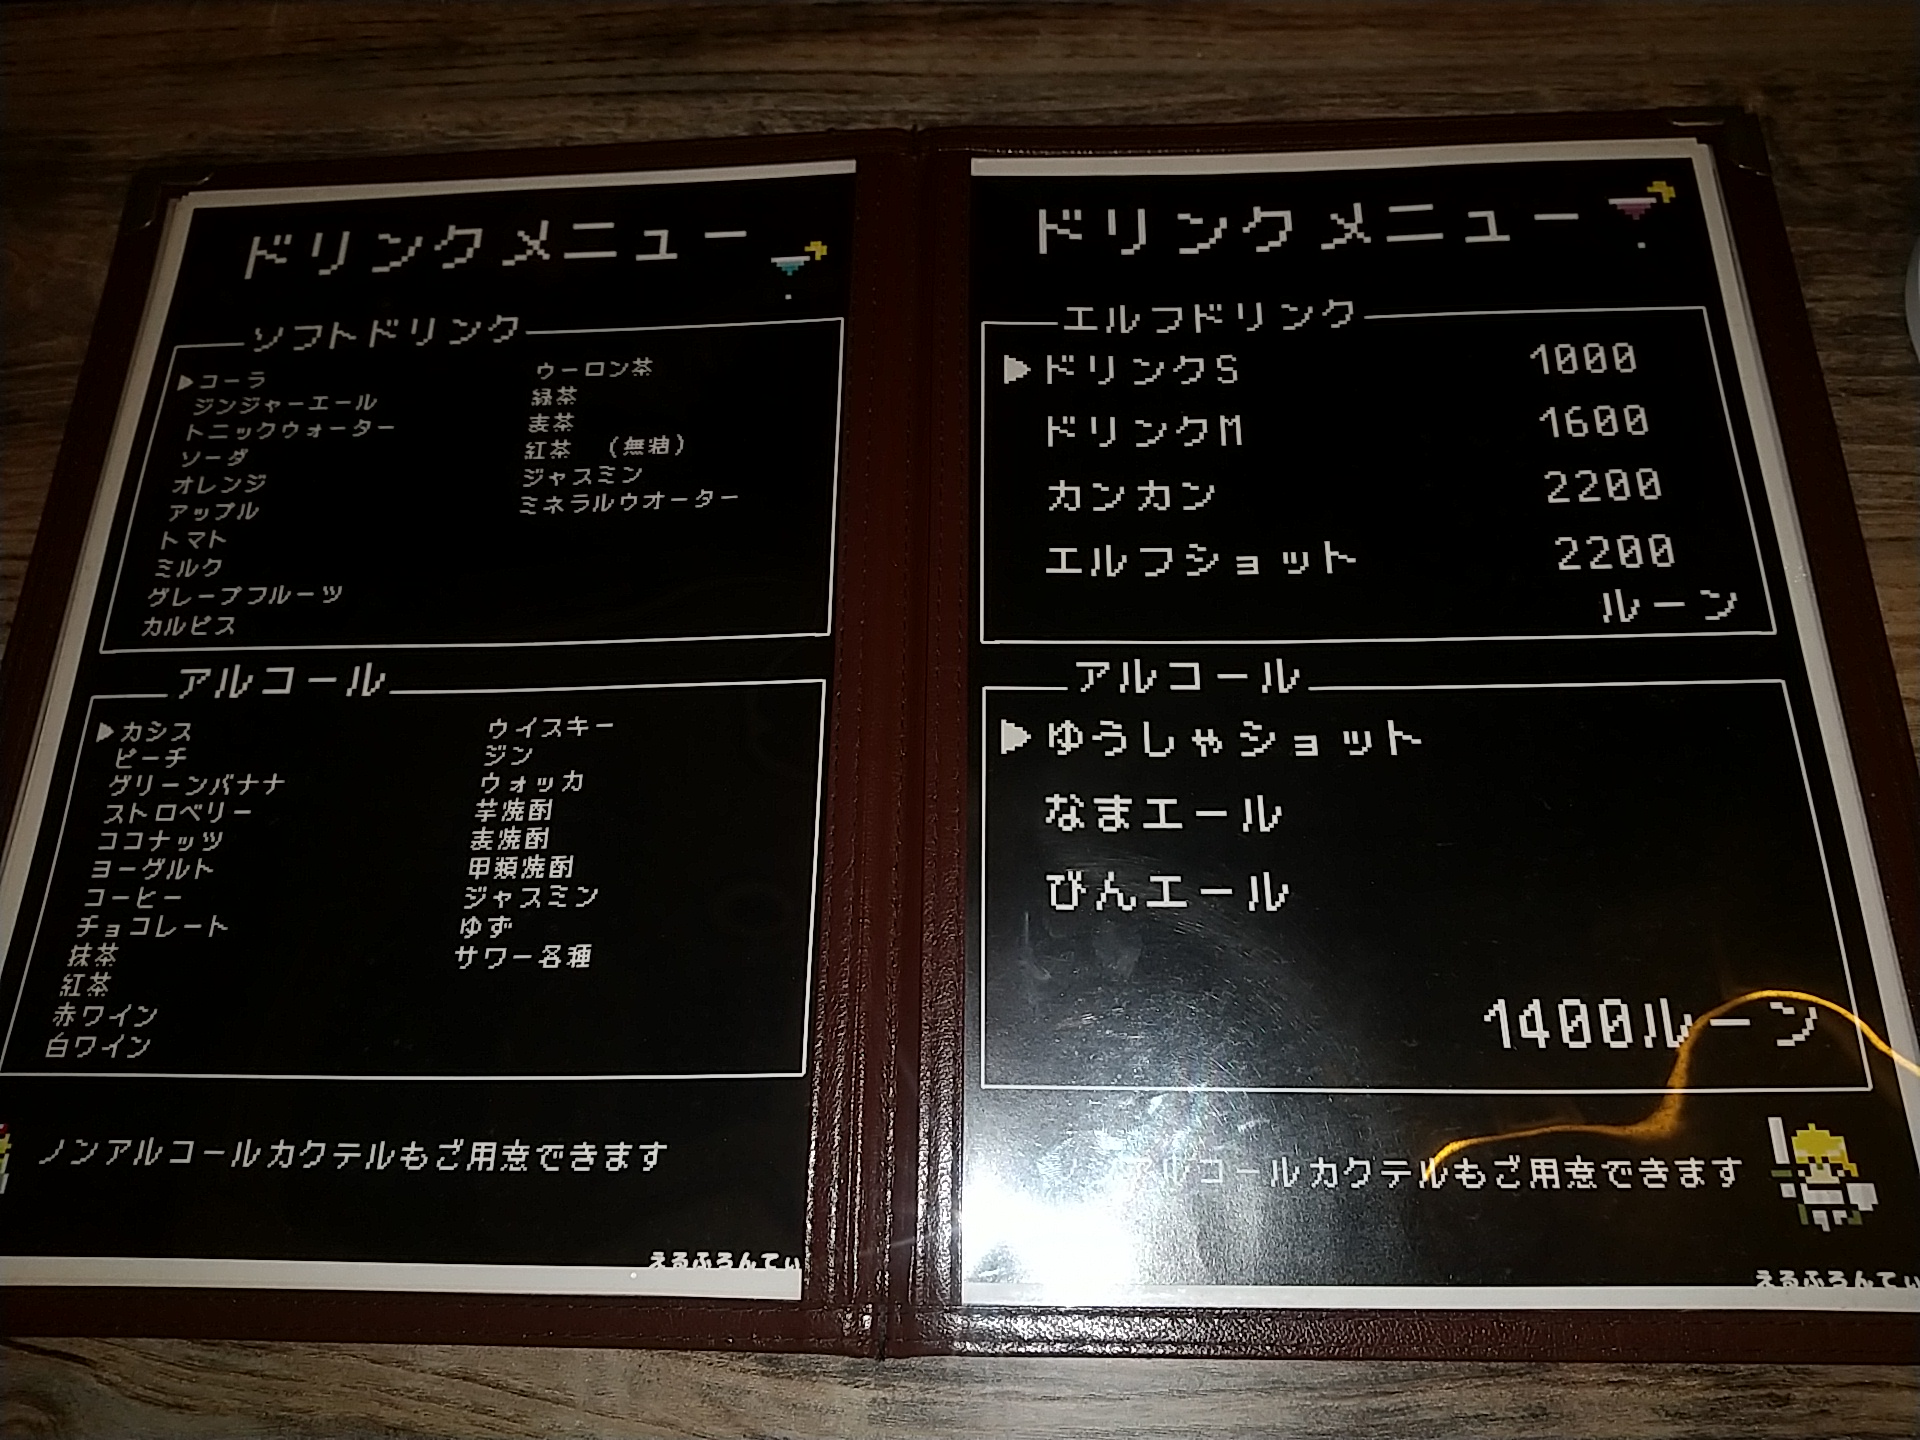 ドリンクメニュー
ソフトドリンク
▶コーラ
ジンジャーエール
トニックウォーター
ソーダ
オレンジ
アップル
トマト
ミルク
グレープフルーツ
カルピス
ウーロン茶
緑茶
麦茶
紅茶 (無糖)
ジャスミン
ミネラルウオーター
アルコール
▶カシス
ピーチ
グリーンバナナ
ストロベリー
ココナッツ
ヨーグルト
コーヒー
チョコレート
抹茶
紅茶
赤ワイン
白ワイン
ウイスキー
ジン
ウォッカ
芋焼酎
麦焼酎
甲類焼酎
ジャスミン
ゆず
サワー各種
ノンアルコールカクテルもご用意できます
えるふろんてぃ
ドリンクメニュー
エルフドリンク
▶ドリンクS 1000
ドリンクM 1600
カンカン 2200
エルフショット 2200
ルーン
アルコール
▶ゆうしゃショット
なまエール
びんエール
1400ルーン
ルコールカクテルもご用意できます
えるふろんてぃ